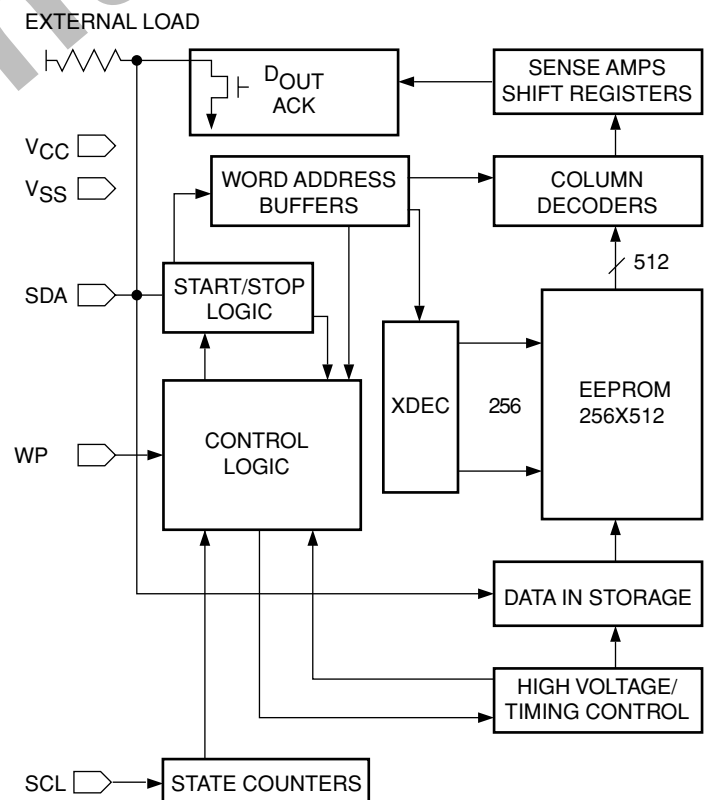 EXTERNAL LOAD
DOUT
ACK
SENSE AMPS
SHIFT REGISTERS
VCC
VSS
WORD ADDRESS
BUFFERS
COLUMN
DECODERS
512
SDA
START/STOP
LOGIC
XDEC
256
EEPROM
256X512
WP
CONTROL
LOGIC
DATA IN STORAGE
HIGH VOLTAGE/
TIMING CONTROL
SCL
STATE COUNTERS